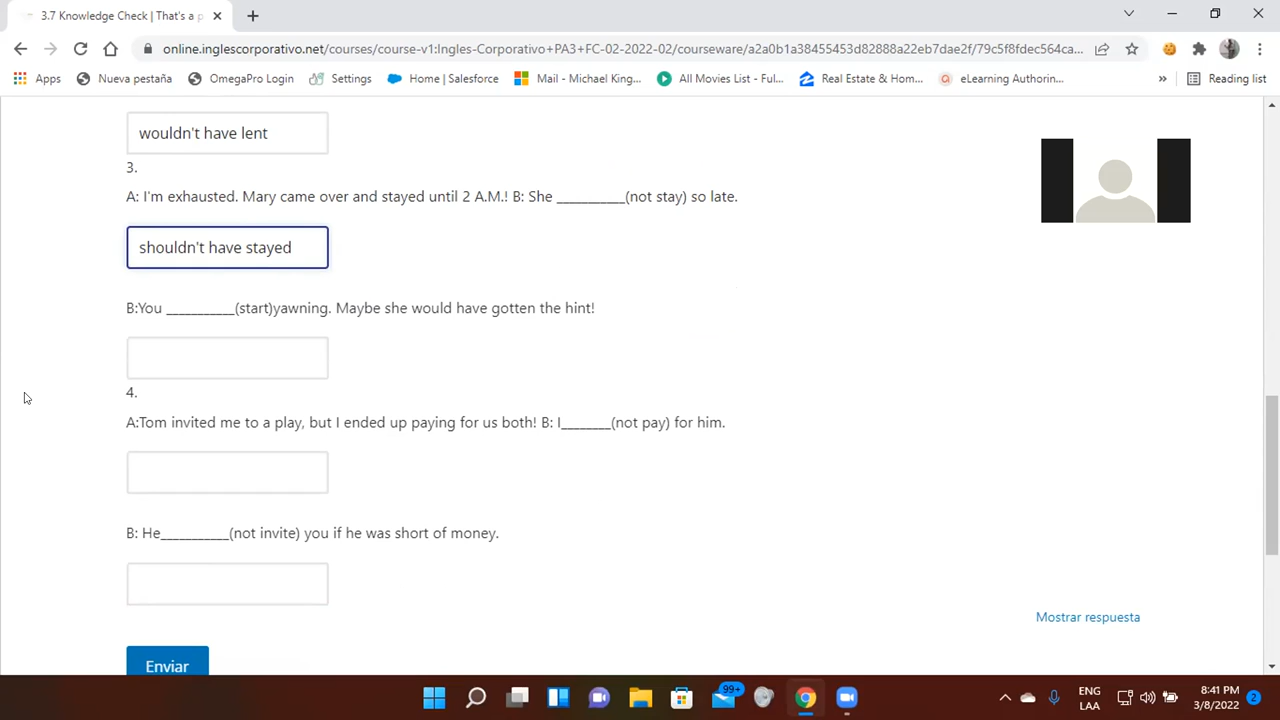 3.7 Knowledge Check | That's a p
online.inglescorporativo.net/courses/course-v1:Ingles-Corporativo+PA3+FC-02-2022-02/courseware/a2a0b1a38455453d82888a22eb7dae2f/79c5f8fdec564ca...
Apps Nueva pestaña OmegaPro Login Settings Home | Salesforce Mail - Michael King... All Movies List - Ful... Real Estate & Hom... eLearning Authorin... » Reading list
wouldn't have lent
3.
A: I'm exhausted. Mary came over and stayed until 2 A.M.! B: She ___________(not stay) so late.
shouldn't have stayed
B:You ___________(start)yawning. Maybe she would have gotten the hint!
4.
A:Tom invited me to a play, but I ended up paying for us both! B: I________(not pay) for him.
B: He___________(not invite) you if he was short of money.
Mostrar respuesta
Enviar
99+
ENG
LAA
8:41 PM
3/8/2022
2